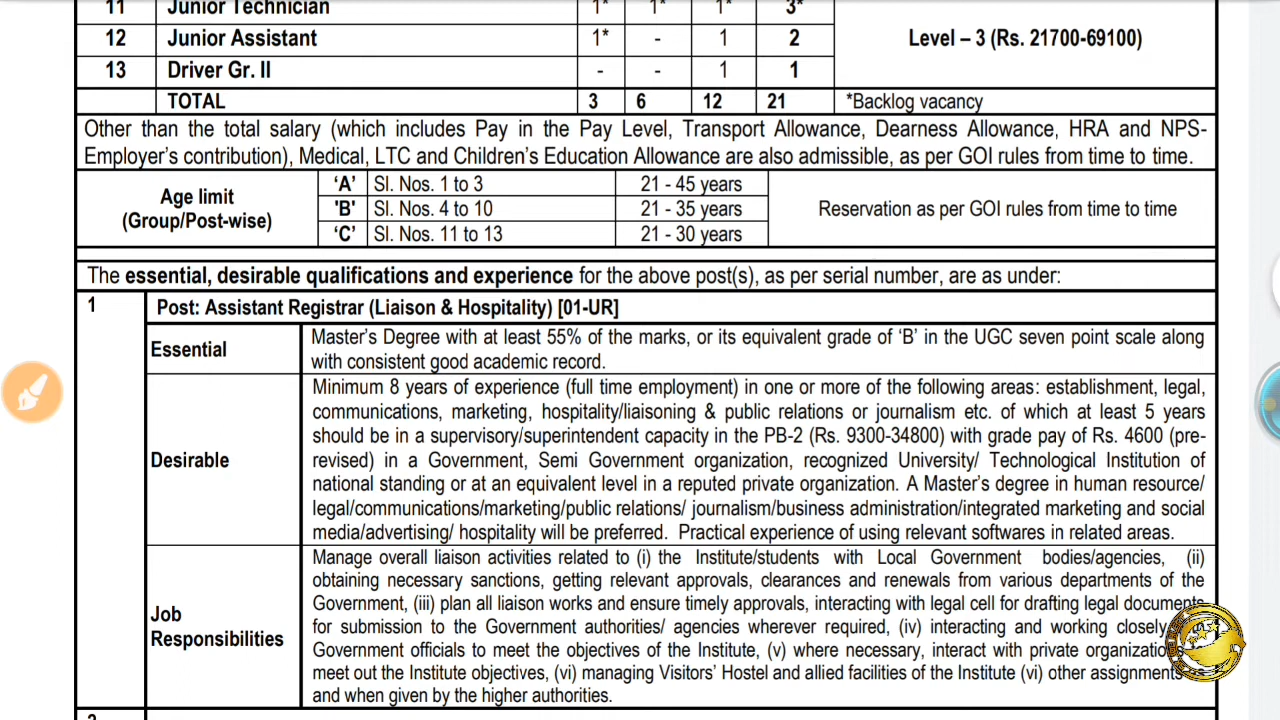 11 Junior Technician 1* 1* 1* 3*
12 Junior Assistant 1* - 1 2 Level – 3 (Rs. 21700-69100)
13 Driver Gr. II - - 1 1
TOTAL 3 6 12 21 *Backlog vacancy
Other than the total salary (which includes Pay in the Pay Level, Transport Allowance, Dearness Allowance, HRA and NPS-
Employer's contribution), Medical, LTC and Children's Education Allowance are also admissible, as per GOI rules from time to time.
Age limit
(Group/Post-wise)
'A' Sl. Nos. 1 to 3 21 - 45 years
'B' Sl. Nos. 4 to 10 21 - 35 years Reservation as per GOI rules from time to time
'C' Sl. Nos. 11 to 13 21 - 30 years
The essential, desirable qualifications and experience for the above post(s), as per serial number, are as under:
1 Post: Assistant Registrar (Liaison & Hospitality) [01-UR]
Essential
Master's Degree with at least 55% of the marks, or its equivalent grade of 'B' in the UGC seven point scale along
with consistent good academic record.
Desirable
Minimum 8 years of experience (full time employment) in one or more of the following areas: establishment, legal,
communications, marketing, hospitality/liaisoning & public relations or journalism etc. of which at least 5 years
should be in a supervisory/superintendent capacity in the PB-2 (Rs. 9300-34800) with grade pay of Rs. 4600 (pre-
revised) in a Government, Semi Government organization, recognized University/ Technological Institution of
national standing or at an equivalent level in a reputed private organization. A Master's degree in human resource/
legal/communications/marketing/public relations/ journalism/business administration/integrated marketing and social
media/advertising/ hospitality will be preferred. Practical experience of using relevant softwares in related areas.
Job
Responsibilities
Manage overall liaison activities related to (i) the Institute/students with Local Government bodies/agencies, (ii)
obtaining necessary sanctions, getting relevant approvals, clearances and renewals from various departments of the
Government, (iii) plan all liaison works and ensure timely approvals, interacting with legal cell for drafting legal documents
for submission to the Government authorities/ agencies wherever required, (iv) interacting and working closely
Government officials to meet the objectives of the Institute, (v) where necessary, interact with private
meet out the Institute objectives, (vi) managing Visitors' Hostel and allied facilities of the Institute (vi) other assignments
and when given by the higher authorities.